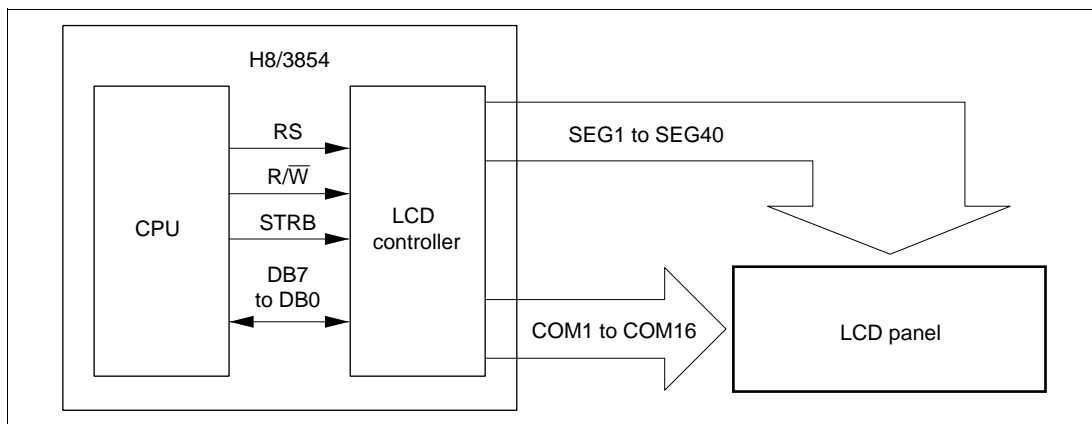 H8/3854
CPU
RS
R/W̅
STRB
DB7
to DB0
LCD
controller
SEG1 to SEG40
COM1 to COM16
LCD panel